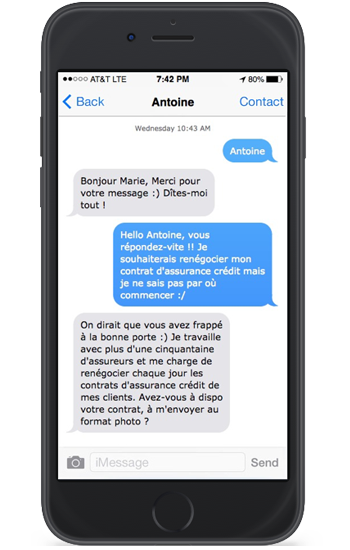 AT&T LTE 7:42 PM 80%
Back Antoine Contact
Wednesday 10:43 AM
Antoine
Bonjour Marie, Merci pour
votre message :) Dîtes-moi
tout !
Hello Antoine, vous
répondez-vite !! Je
souhaiterais renégocier mon
contrat d'assurance crédit mais
je ne sais pas par où
commencer :/
On dirait que vous avez frappé
à la bonne porte :) Je travaille
avec plus d'une cinquantaine
d'assureurs et me charge de
renégocier chaque jour les
contrats d'assurance crédit de
mes clients. Avez-vous à dispo
votre contrat, à m'envoyer au
format photo ?
iMessage Send